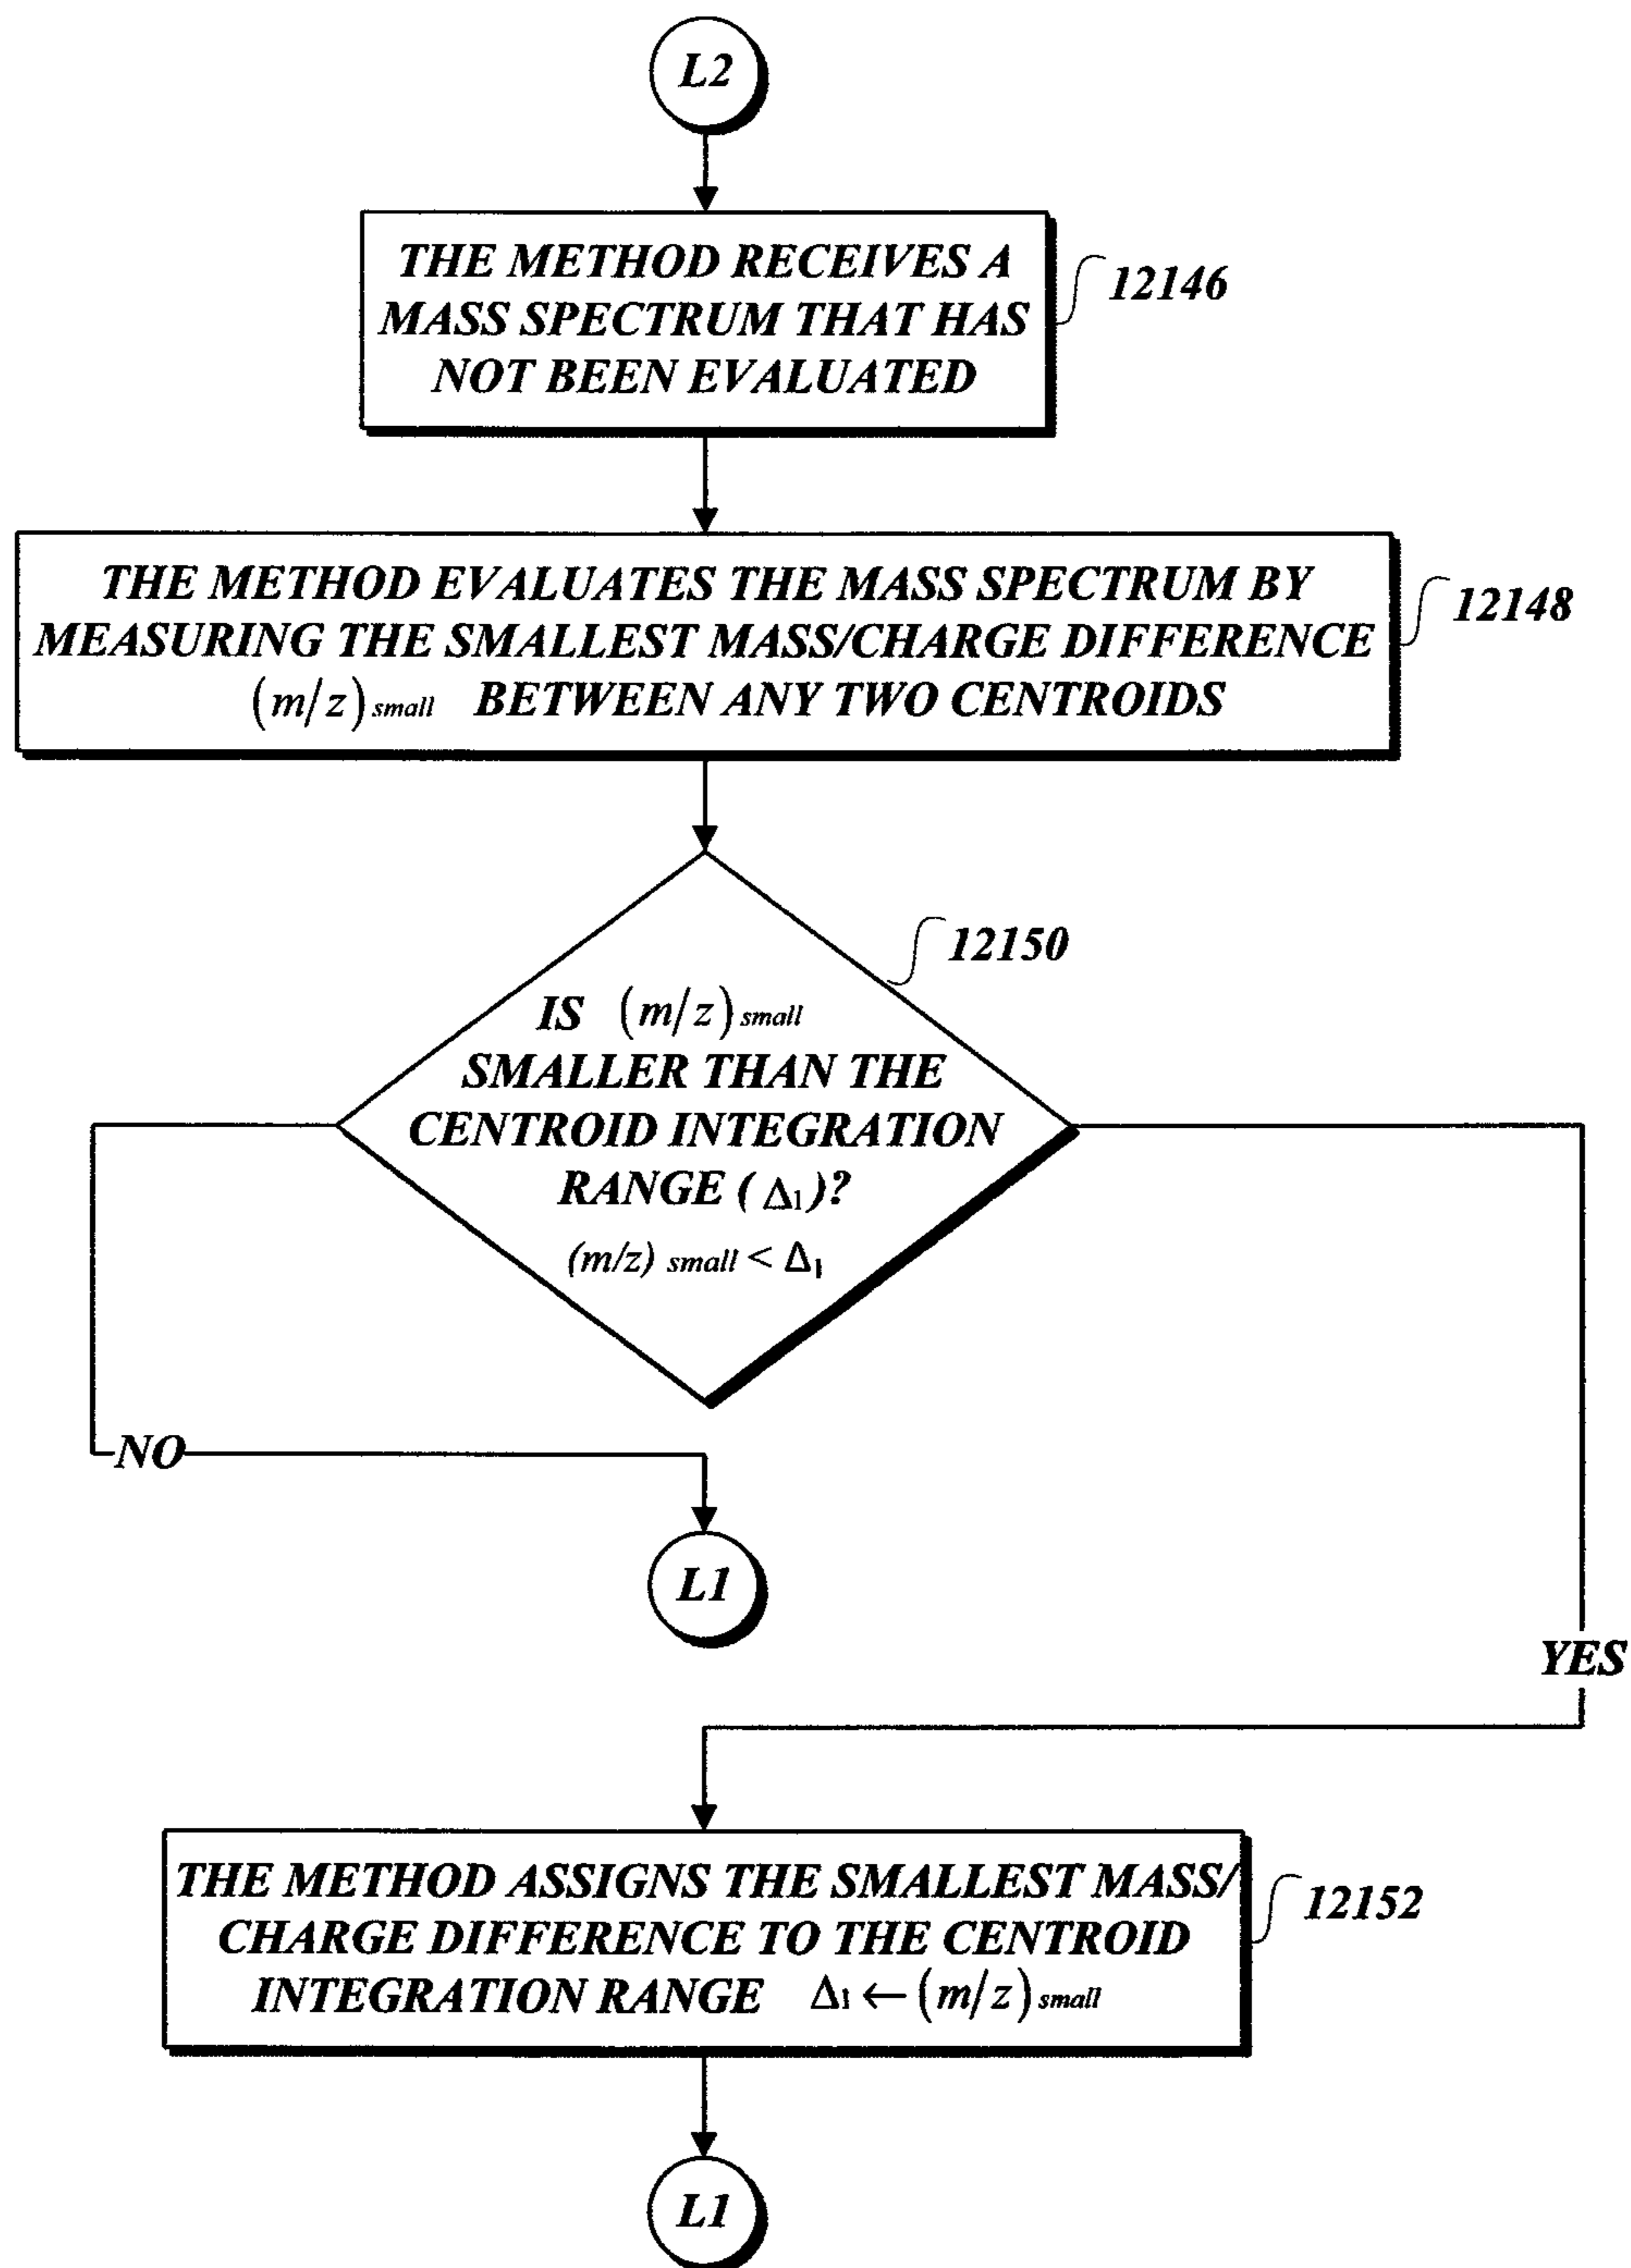 L2
THE METHOD RECEIVES A
MASS SPECTRUM THAT HAS
NOT BEEN EVALUATED
12146
THE METHOD EVALUATES THE MASS SPECTRUM BY
MEASURING THE SMALLEST MASS/CHARGE DIFFERENCE
(m/z) small BETWEEN ANY TWO CENTROIDS
12148
12150
IS (m/z) small
SMALLER THAN THE
CENTROID INTEGRATION
RANGE ( Δ1)?
(m/z) small < Δ1
NO
L1
YES
THE METHOD ASSIGNS THE SMALLEST MASS/
CHARGE DIFFERENCE TO THE CENTROID
INTEGRATION RANGE Δ1 ← (m/z) small
12152
L1